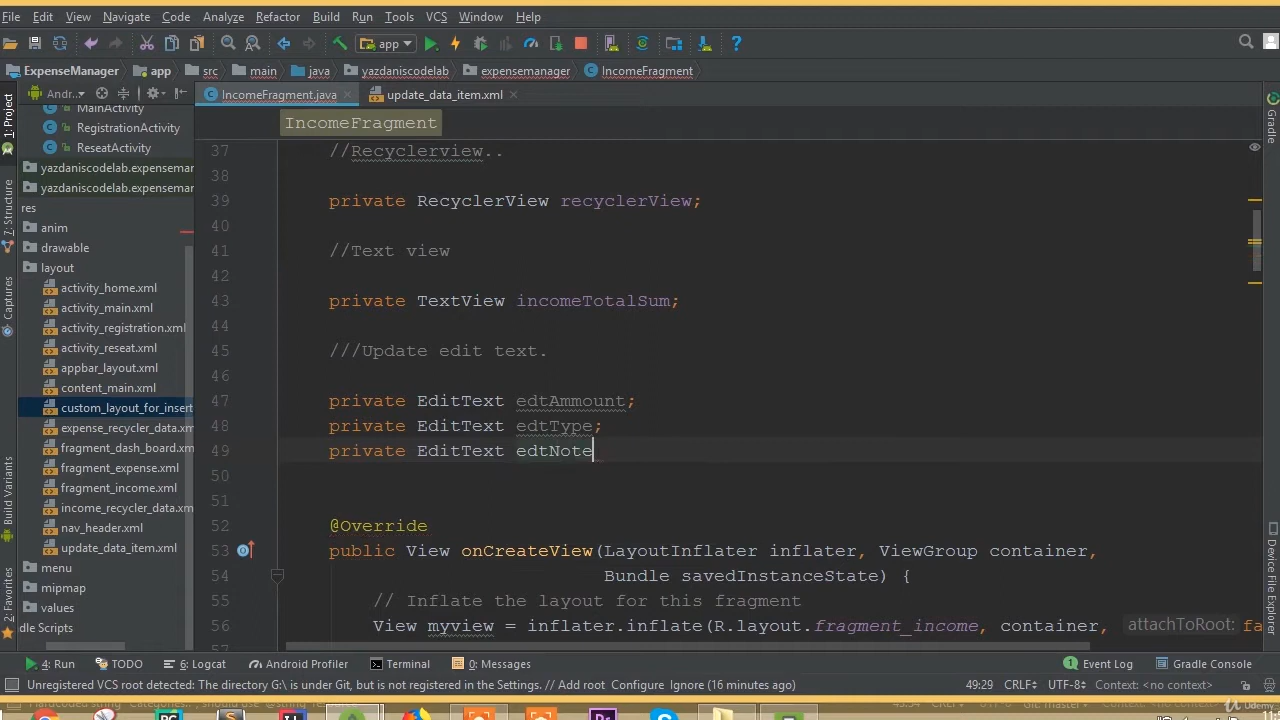 File Edit View Navigate Code Analyze Refactor Build Run Tools VCS Window Help
app
ExpenseManager app src main java yazdaniscodelab expensemanager IncomeFragment
Andr...
IncomeFragment.java update_data_item.xml
IncomeFragment
1: Project
7: Structure
Captures
Build Variants
2: Favorites
MainActivity
RegistrationActivity
ReseatActivity
yazdaniscodelab.expensemar
yazdaniscodelab.expensemar
res
anim
drawable
layout
activity_home.xml
activity_main.xml
activity_registration.xml
activity_reseat.xml
appbar_layout.xml
content_main.xml
custom_layout_for_insert
expense_recycler_data.xm
fragment_dash_board.xml
fragment_expense.xml
fragment_income.xml
income_recycler_data.xm
nav_header.xml
update_data_item.xml
menu
mipmap
values
dle Scripts
37 //Recyclerview..
38
39 private RecyclerView recyclerView;
40
41 //Text view
42
43 private TextView incomeTotalSum;
44
45 ///Update edit text.
46
47 private EditText edtAmmount;
48 private EditText edtType;
49 private EditText edtNote
50
51
52 @Override
53 public View onCreateView(LayoutInflater inflater, ViewGroup container,
54 Bundle savedInstanceState) {
55 // Inflate the layout for this fragment
56 View myview = inflater.inflate(R.layout.fragment_income, container, attachToRoot: fa
Gradle
Device File Explorer
4: Run TODO 6: Logcat Android Profiler Terminal 0: Messages Event Log Gradle Console
Unregistered VCS root detected: The directory G:\ is under Git, but is not registered in the Settings. // Add root Configure Ignore (16 minutes ago) 49:29 CRLF÷ UTF-8÷ Context: <no context>
Udemy